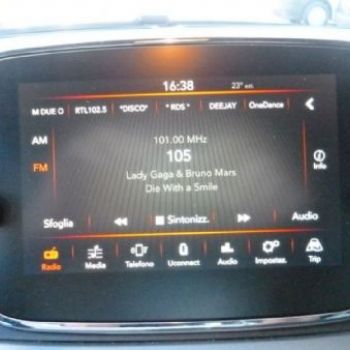 16:38 23° en
M DUE O RTL102.5 *DISCO* * RDS * DEEJAY OneDance
AM
101.00 MHz
FM
105
Info
Lady Gaga & Bruno Mars
Die With a Smile
Sfoglia Sintonizz. Audio
Radio Media Telefono Uconnect Audio Impostaz. Trip